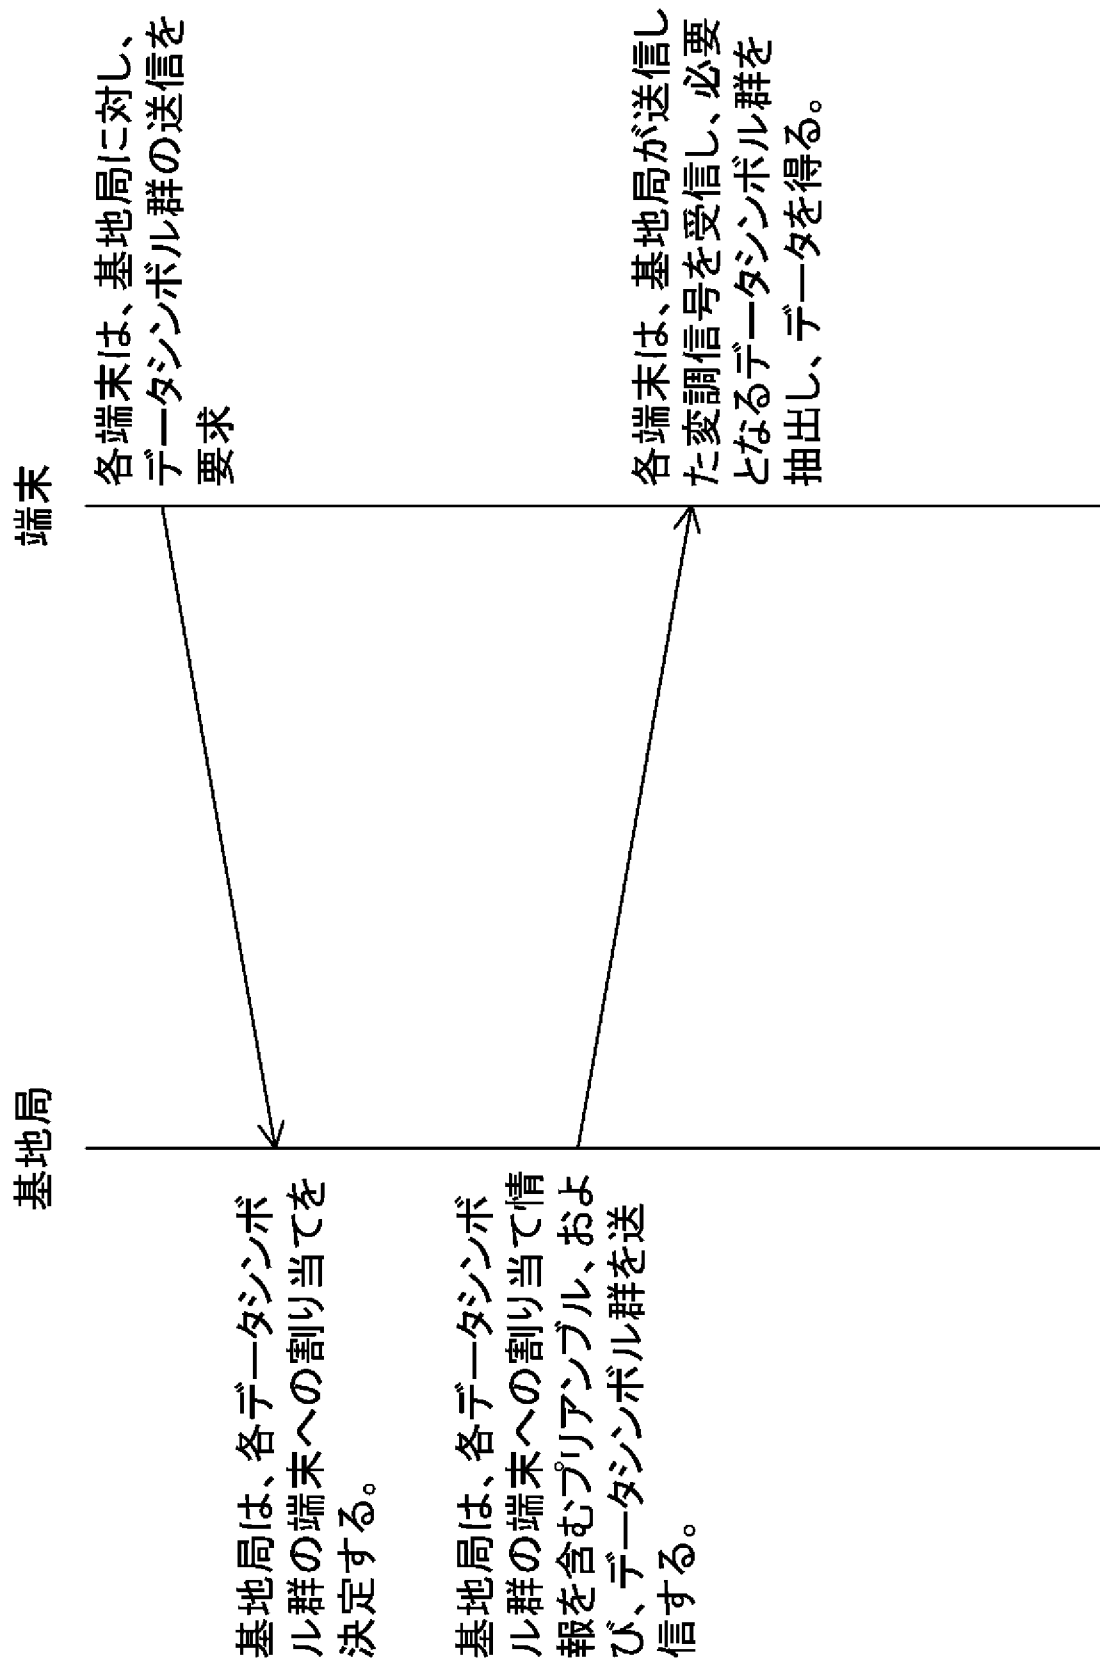 基地局
端末
各端末は、基地局に対し、
データシンボル群の送信を
要求
基地局は、各データシンボ
ル群の端末への割り当てを
決定する。
基地局は、各データシンボ
ル群の端末への割り当て情
報を含むプリアンブル、およ
び、データシンボル群を送
信する。
各端末は、基地局が送信し
た変調信号を受信し、必要
となるデータシンボル群を
抽出し、データを得る。